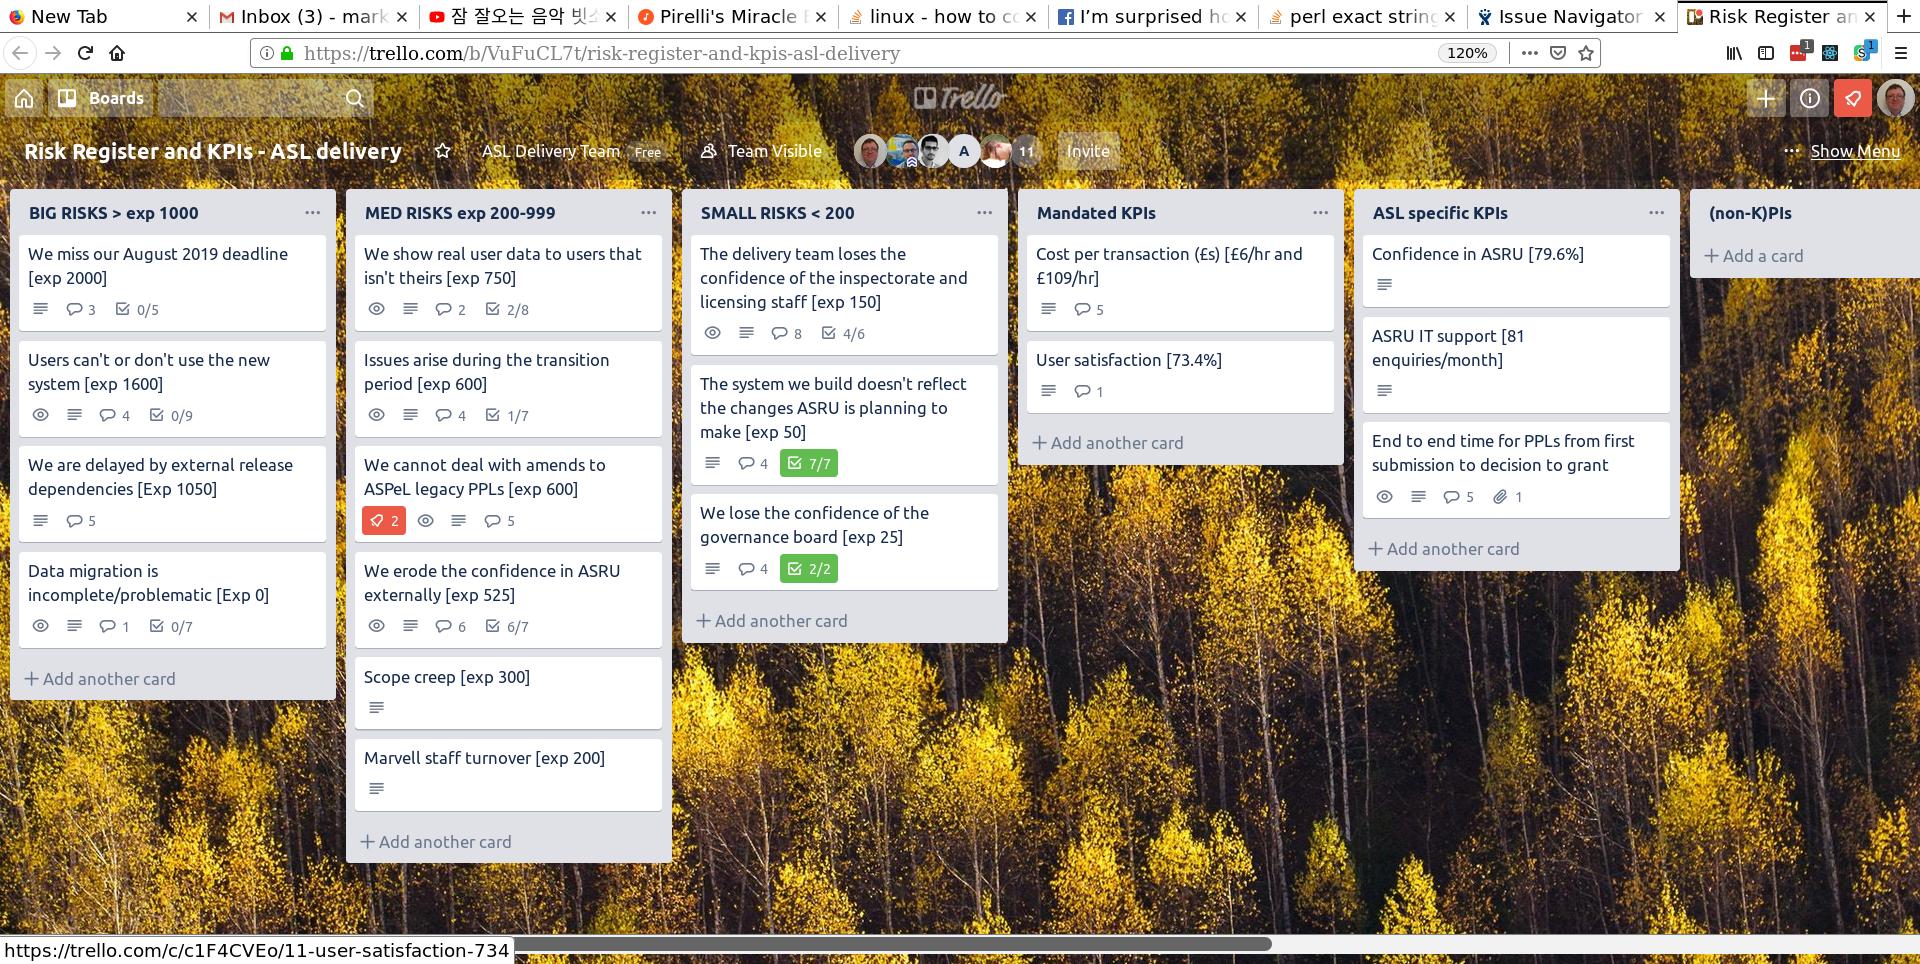 New Tab
Inbox (3) - mark
잠 잘오는 음악 빗소
Pirelli's Miracle
linux - how to co
I'm surprised ho
perl exact string
Issue Navigator
Risk Register an
https://trello.com/b/VuFuCL7t/risk-register-and-kpis-asl-delivery
120%
1
1
Boards
Trello
Risk Register and KPIs - ASL delivery
ASL Delivery Team Free
Team Visible
A
11
Invite
Show Menu
BIG RISKS > exp 1000
We miss our August 2019 deadline
[exp 2000]
3 0/5
Users can't or don't use the new
system [exp 1600]
4 0/9
We are delayed by external release
dependencies [Exp 1050]
5
Data migration is
incomplete/problematic [Exp 0]
1 0/7
+ Add another card
MED RISKS exp 200-999
We show real user data to users that
isn't theirs [exp 750]
2 2/8
Issues arise during the transition
period [exp 600]
4 1/7
We cannot deal with amends to
ASPeL legacy PPLs [exp 600]
2 5
We erode the confidence in ASRU
externally [exp 525]
6 6/7
Scope creep [exp 300]
Marvell staff turnover [exp 200]
+ Add another card
SMALL RISKS < 200
The delivery team loses the
confidence of the inspectorate and
licensing staff [exp 150]
8 4/6
The system we build doesn't reflect
the changes ASRU is planning to
make [exp 50]
4 7/7
We lose the confidence of the
governance board [exp 25]
4 2/2
+ Add another card
Mandated KPIs
Cost per transaction (£s) [£6/hr and
£109/hr]
5
User satisfaction [73.4%]
1
+ Add another card
ASL specific KPIs
Confidence in ASRU [79.6%]
ASRU IT support [81
enquiries/month]
End to end time for PPLs from first
submission to decision to grant
5 1
+ Add another card
(non-K)PIs
+ Add a card
https://trello.com/c/c1F4CVEo/11-user-satisfaction-734